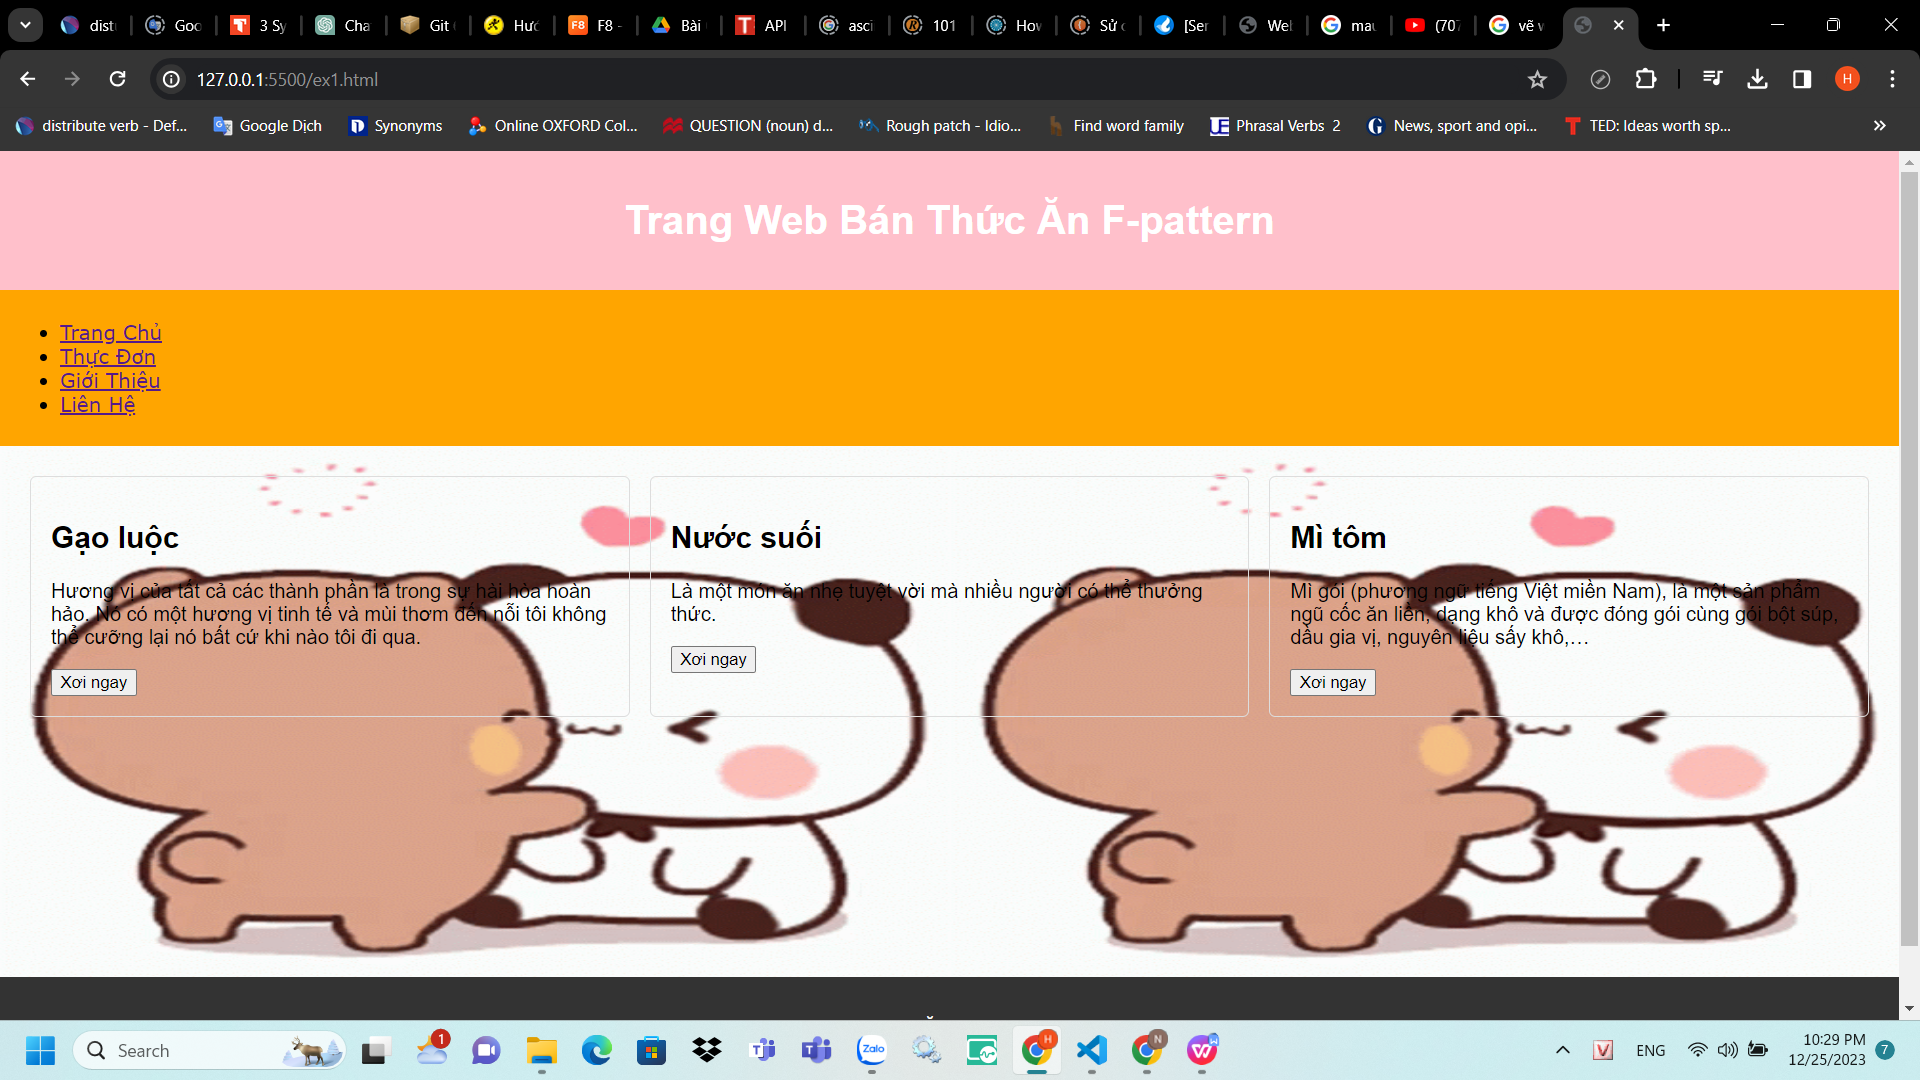 dist
Goo
3 Sy
Cha
Git
Hướ
F8 -
Bài
API
asci
101
How
Sử
[Ser
Web
mau
(707
vẽ w
127.0.0.1:5500/ex1.html
H
distribute verb - Def...
Google Dịch
Synonyms
Online OXFORD Col...
QUESTION (noun) d...
Rough patch - Idio...
Find word family
Phrasal Verbs 2
News, sport and opi...
TED: Ideas worth sp...
Trang Web Bán Thức Ăn F-pattern
Trang Chủ
Thực Đơn
Giới Thiệu
Liên Hệ
Gạo luộc
Hương vị của tất cả các thành phần là trong sự hài hòa hoàn
hảo. Nó có một hương vị tinh tế và mùi thơm đến nỗi tôi không
thể cưỡng lại nó bất cứ khi nào tôi đi qua.
Xơi ngay
Nước suối
Là một món ăn nhẹ tuyệt vời mà nhiều người có thể thưởng
thức.
Xơi ngay
Mì tôm
Mì gói (phương ngữ tiếng Việt miền Nam), là một sản phẩm
ngũ cốc ăn liền, dạng khô và được đóng gói cùng gói bột súp,
dầu gia vị, nguyên liệu sấy khô,…
Xơi ngay
Search
1
Zalo
H
N
ENG
10:29 PM
12/25/2023
7